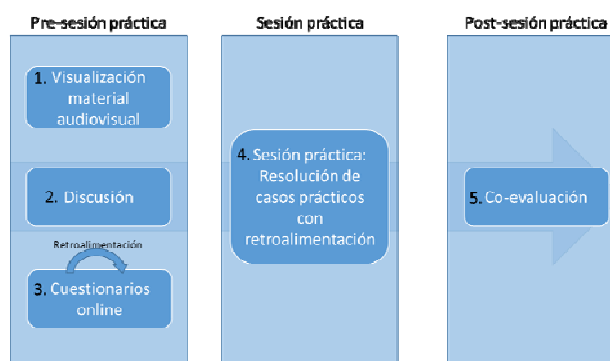 Pre-sesión práctica
1. Visualización
material
audiovisual
2. Discusión
Retroalimentación
3. Cuestionarios
online
Sesión práctica
4. Sesión práctica:
Resolución de
casos prácticos
con
retroalimentación
Post-sesión práctica
5. Co-evaluación